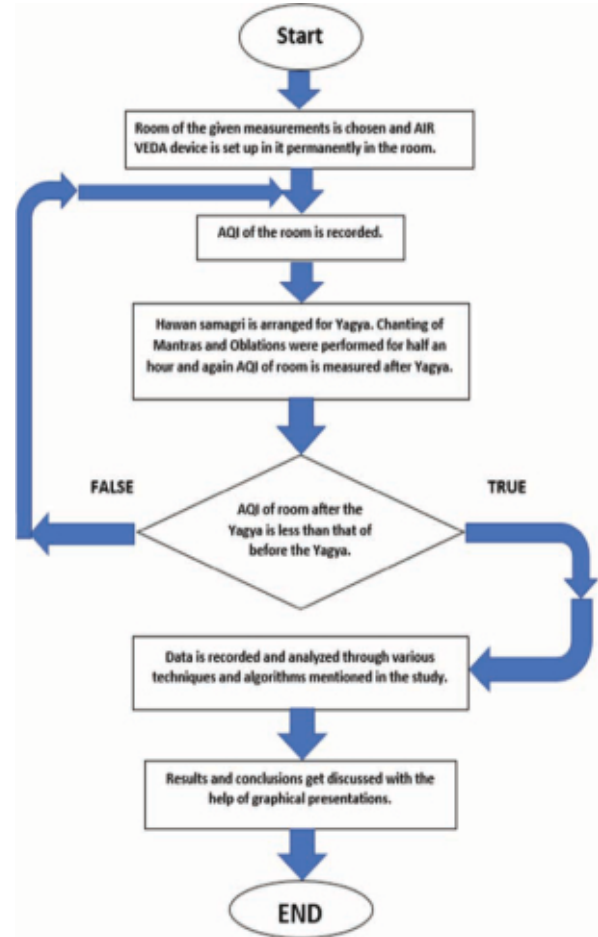 Start
Room of the given measurements is chosen and AIR
VEDA device is set up in it permanently in the room.
AQI of the room is recorded.
Hawan samagri is arranged for Yagya. Chanting of
Mantras and Oblations were performed for half an
hour and again AQI of room is measured after Yagya.
FALSE
TRUE
AQI of room after the
Yagya is less than that of
before the Yagya.
Data is recorded and analyzed through various
techniques and algorithms mentioned in the study.
Results and conclusions get discussed with the
help of graphical presentations.
END